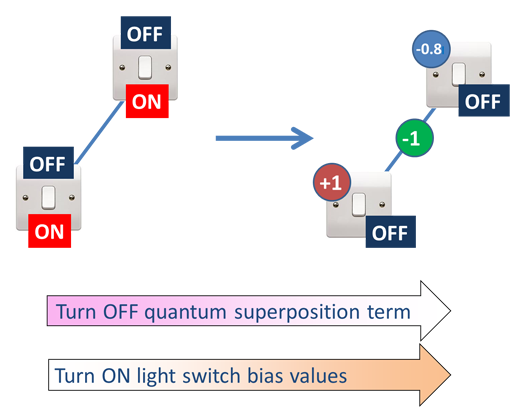 OFF
ON
OFF
ON
-0.8
OFF
-1
+1
OFF
Turn OFF quantum superposition term
Turn ON light switch bias values